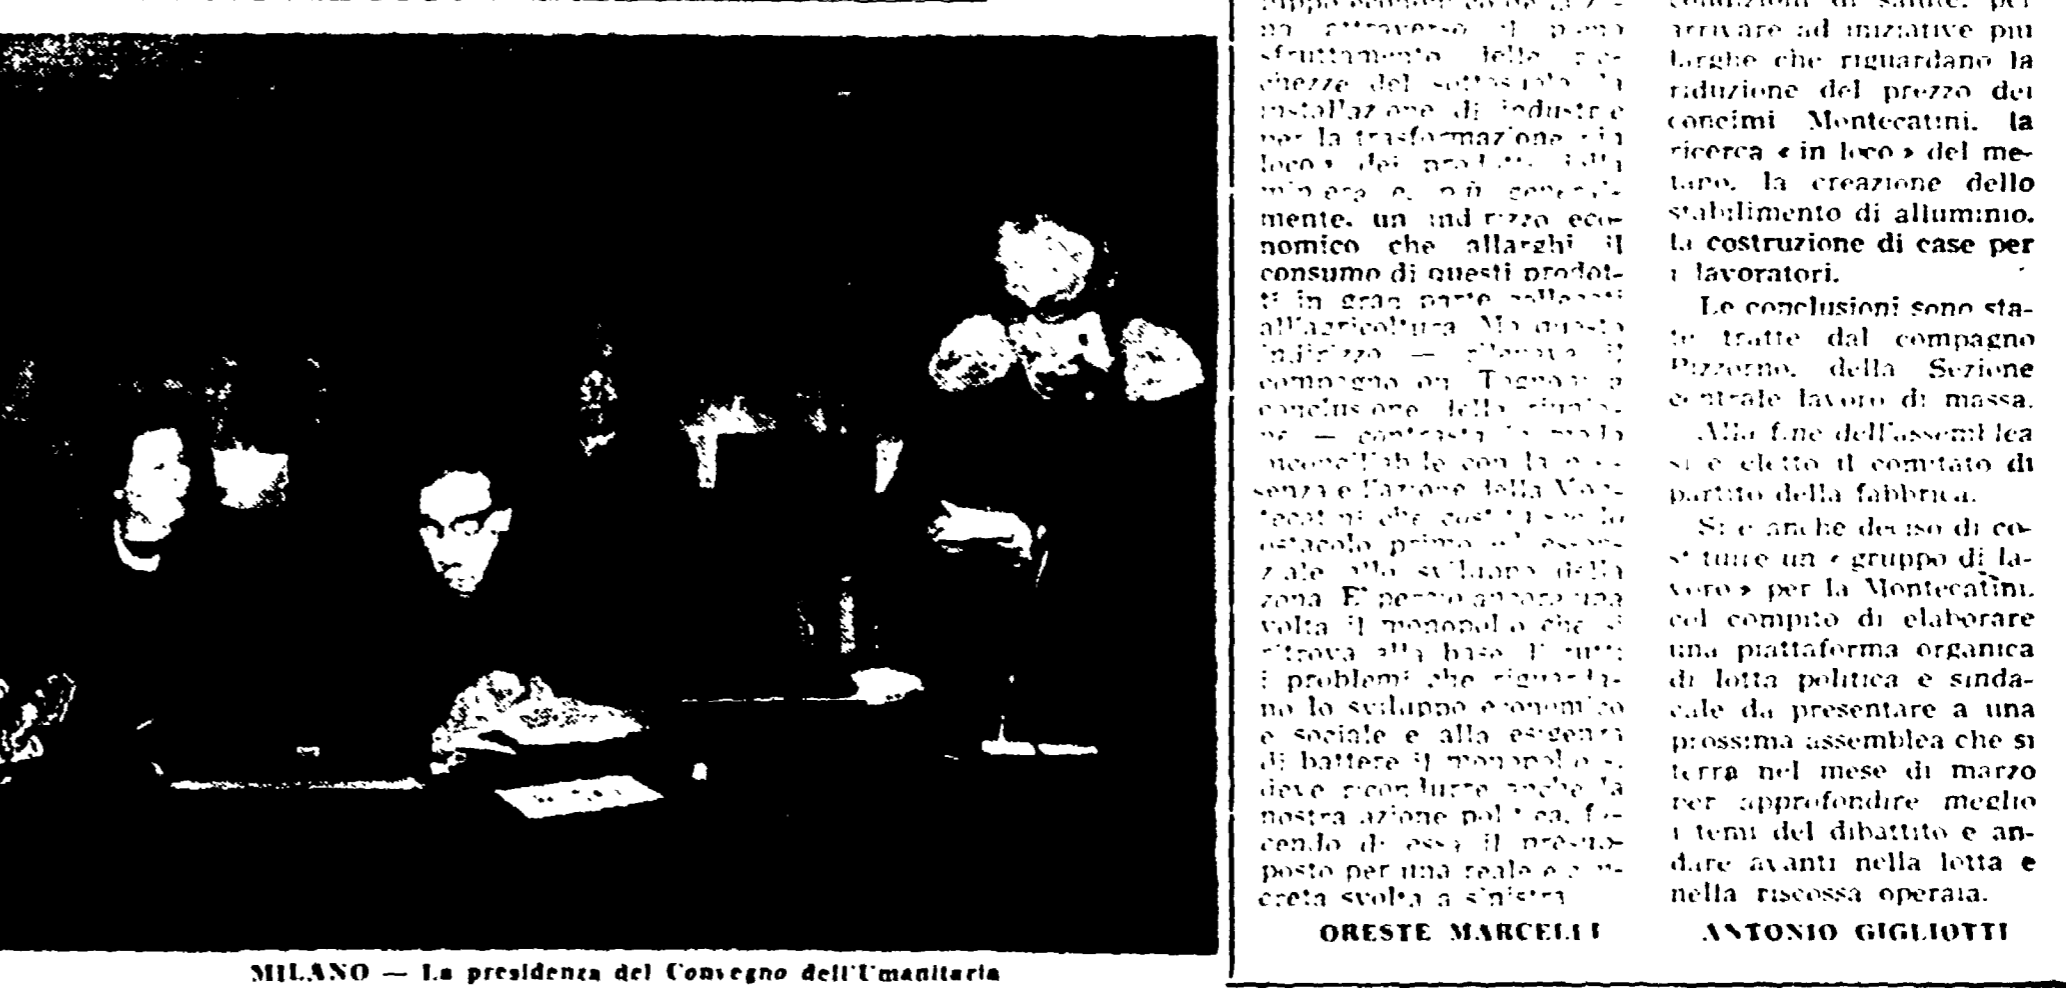 MILANO — La presidenza del Convegno dell'Umanitaria
sfruttamento delle
chezze del sottosuolo la
installazione di industrie
per la trasformazione
loco » dei prodotti della
miniera e, più general-
mente, un indirizzo eco-
nomico che allarghi il
consumo di questi prodot-
ti in gran parte collegati
all'agricoltura Ma questo
indirizzo — rilevava il
compagno on. Tognoni a
conclusione della riunio-
ne — contrasta in modo
inconciliabile con la pre-
senza e l'azione della Mon-
tecatini che costituisce lo
ostacolo primo ed essen-
ziale allo sviluppo della
zona. E' perciò ancora una
volta il monopolio che si
ritrova alla base di tutti
i problemi che riguarda-
no lo sviluppo economico
e sociale e alla esigenza
di battere il monopolio si
deve ricondurre anche la
nostra azione politica, fa-
cendo di essa il presup-
posto per una reale e con-
creta svolta a sinistra
ORESTE MARCELLI
condizioni di salute, per
arrivare ad iniziative più
larghe che riguardano la
riduzione del prezzo dei
concimi Montecatini, la
ricerca « in loco » del me-
tano, la creazione dello
stabilimento di alluminio,
la costruzione di case per
i lavoratori.
Le conclusioni sono sta-
te tratte dal compagno
Pizzorno, della Sezione
centrale lavoro di massa.
Alla fine dell'assemblea
si è eletto il comitato di
partito della fabbrica.
Si è anche deciso di co-
stituire un « gruppo di la-
voro » per la Montecatini,
col compito di elaborare
una piattaforma organica
di lotta politica e sinda-
cale da presentare a una
prossima assemblea che si
terrà nel mese di marzo
per approfondire meglio
i temi del dibattito e an-
dare avanti nella lotta e
nella riscossa operaia.
ANTONIO GIGLIOTTI